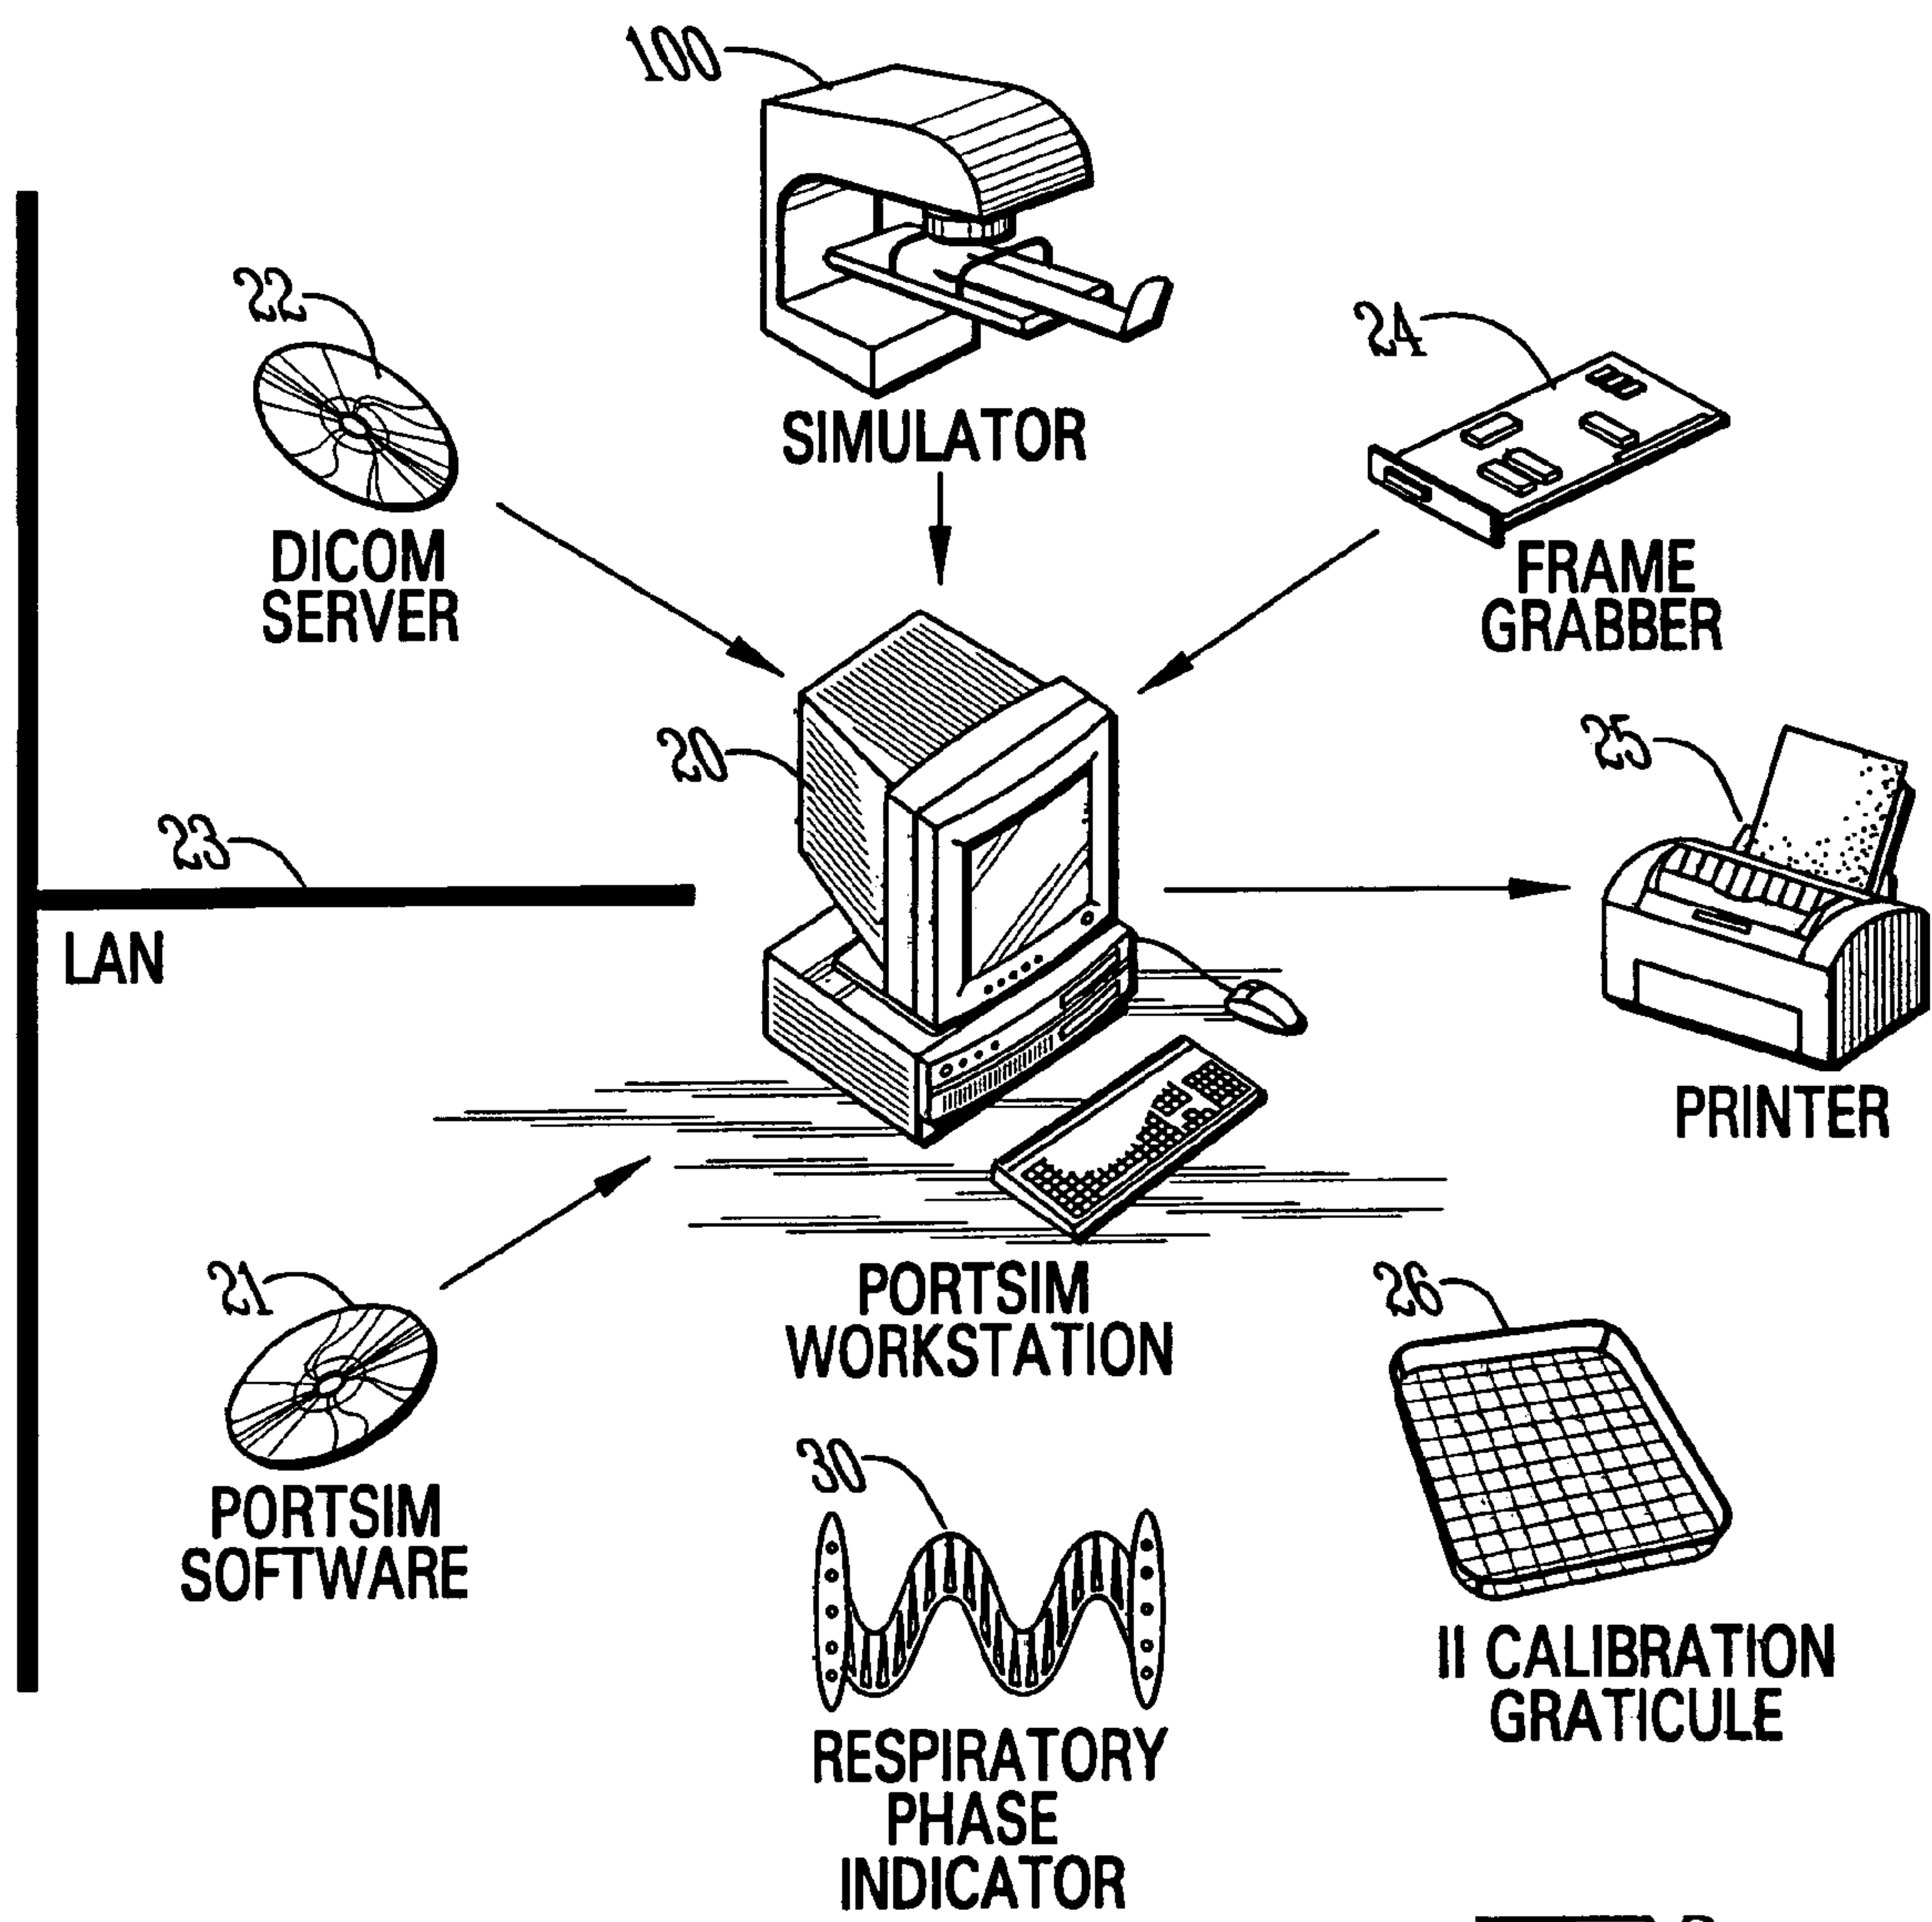 100
SIMULATOR
22
DICOM
SERVER
24
FRAME
GRABBER
20
25
23
LAN
PRINTER
PORTSIM
WORKSTATION
21
PORTSIM
SOFTWARE
26
II CALIBRATION
GRATICULE
30
RESPIRATORY
PHASE
INDICATOR